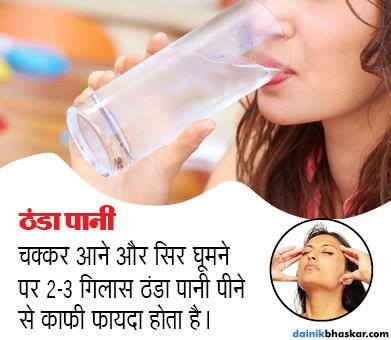 ठंडा पानी
चक्कर आने और सिर घूमने
पर 2-3 गिलास ठंडा पानी पीने
से काफी फायदा होता है।
dainikbhaskar.com